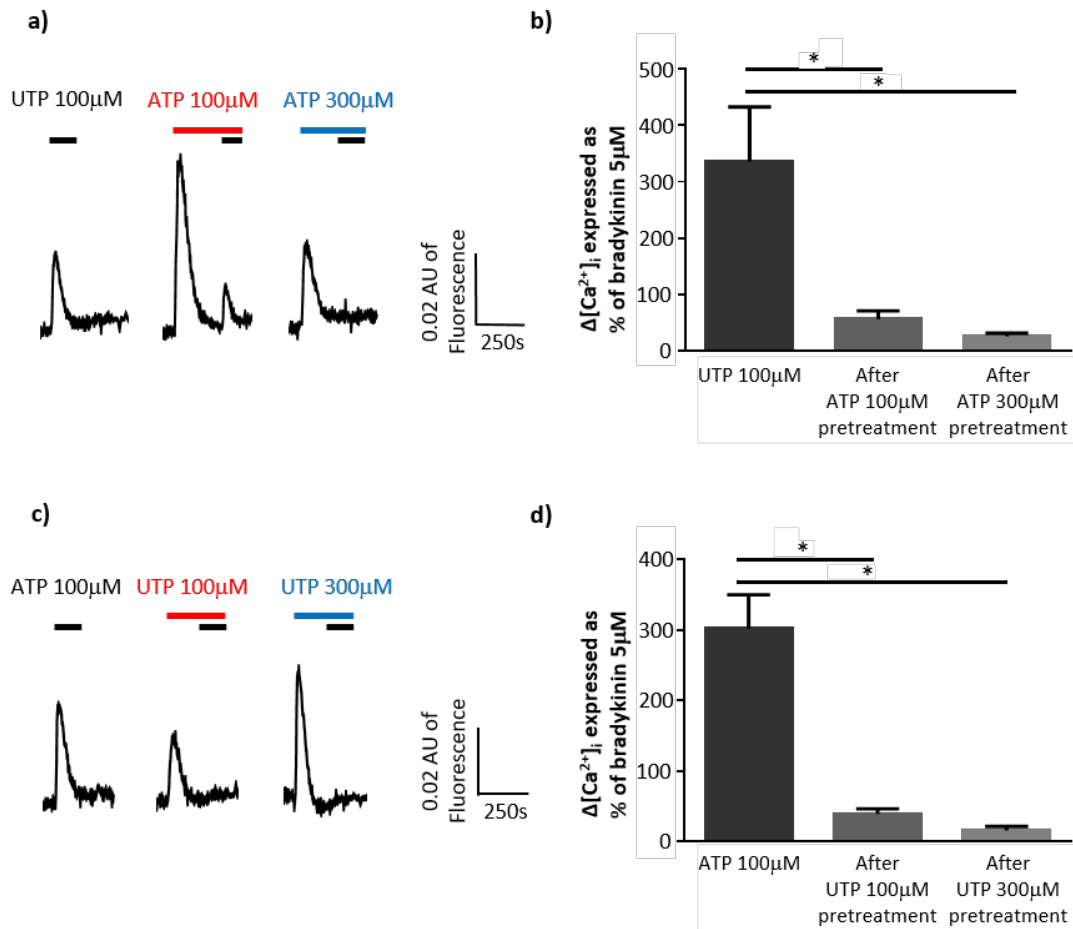 a)
UTP 100μM
ATP 100μM
ATP 300μM
0.02 AU of
Fluorescence
250s
b)
Δ[Ca²⁺]ᵢ expressed as
% of bradykinin 5μM
500
400
300
200
100
0
*
*
UTP 100μM
After
ATP 100μM
pretreatment
After
ATP 300μM
pretreatment
c)
ATP 100μM
UTP 100μM
UTP 300μM
0.02 AU of
Fluorescence
250s
d)
Δ[Ca²⁺]ᵢ expressed as
% of bradykinin 5μM
400
300
200
100
0
*
*
ATP 100μM
After
UTP 100μM
pretreatment
After
UTP 300μM
pretreatment